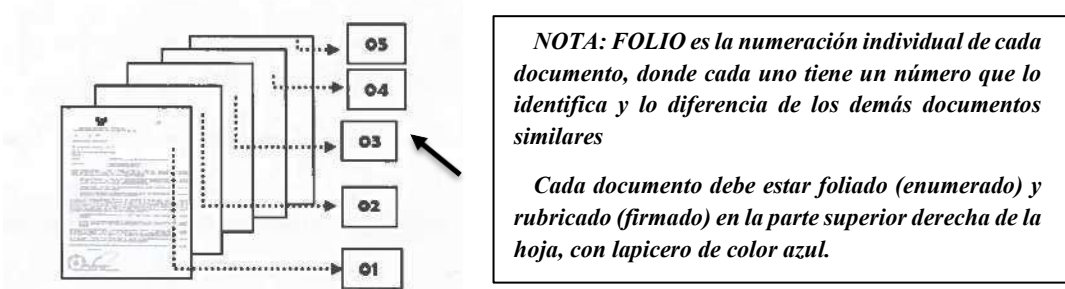 05
04
03
02
01
NOTA: FOLIO es la numeración individual de cada
documento, donde cada uno tiene un número que lo
identifica y lo diferencia de los demás documentos
similares
Cada documento debe estar foliado (enumerado) y
rubricado (firmado) en la parte superior derecha de la
hoja, con lapicero de color azul.